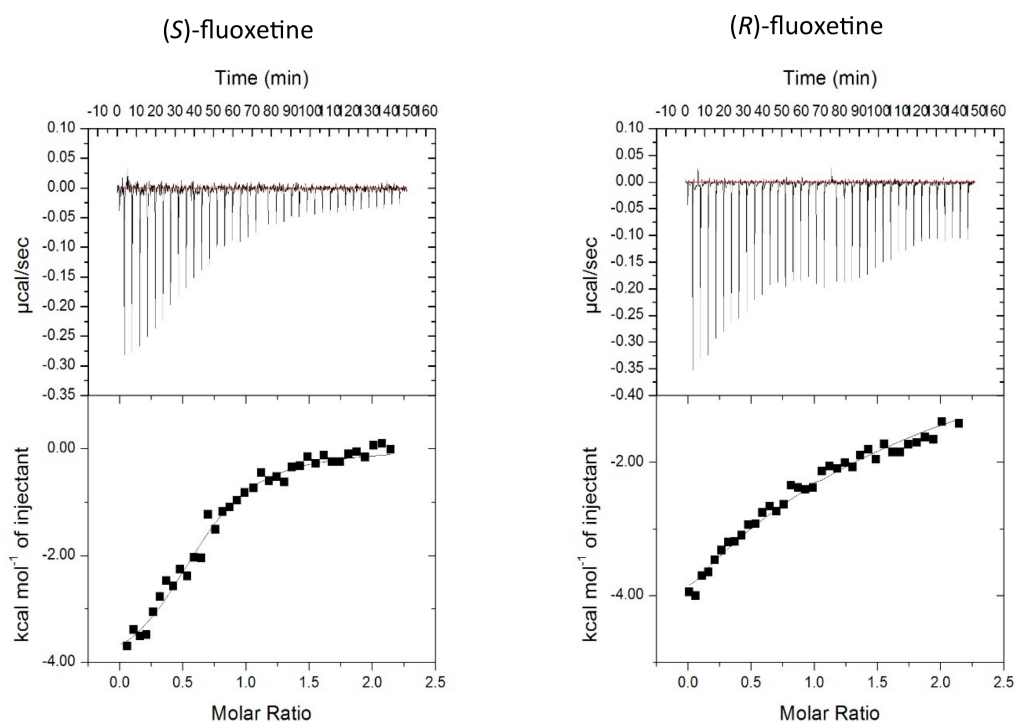 (S)-fluoxetine
Time (min)
-10 0 10 20 30 40 50 60 70 80 90 100 110 120 130 140 150 160
0.10
0.05
0.00
-0.05
-0.10
-0.15
-0.20
-0.25
-0.30
-0.35
µcal/sec
0.00
-2.00
-4.00
kcal mol⁻¹ of injectant
0.0 0.5 1.0 1.5 2.0 2.5
Molar Ratio
(R)-fluoxetine
Time (min)
-10 0 10 20 30 40 50 60 70 80 90 100 110 120 130 140 150 160
0.10
0.05
0.00
-0.05
-0.10
-0.15
-0.20
-0.25
-0.30
-0.35
-0.40
µcal/sec
-2.00
-4.00
kcal mol⁻¹ of injectant
0.0 0.5 1.0 1.5 2.0 2.5
Molar Ratio